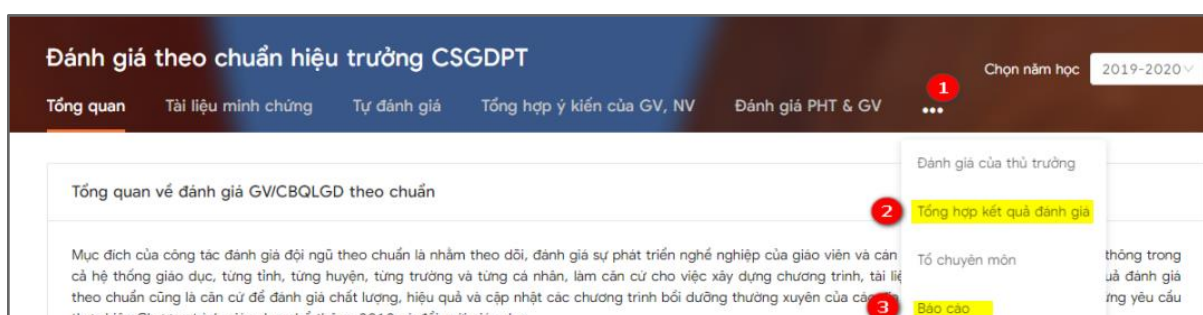 Đánh giá theo chuẩn hiệu trưởng CSGDPT
Chọn năm học 2019-2020
1
Tổng quan Tài liệu minh chứng Tự đánh giá Tổng hợp ý kiến của GV, NV Đánh giá PHT & GV •••
Đánh giá của thủ trưởng
Tổng quan về đánh giá GV/CBQLGD theo chuẩn
2 Tổng hợp kết quả đánh giá
Mục đích của công tác đánh giá đội ngũ theo chuẩn là nhằm theo dõi, đánh giá sự phát triển nghề nghiệp của giáo viên và cán thông trong
Tổ chuyên môn
cả hệ thống giáo dục, từng tỉnh, từng huyện, từng trường và từng cá nhân, làm căn cứ cho việc xây dựng chương trình, tài đánh giá
theo chuẩn cũng là căn cứ để đánh giá chất lượng, hiệu quả và cập nhật các chương trình bồi dưỡng thường xuyên của yêu cầu
3 Báo cáo